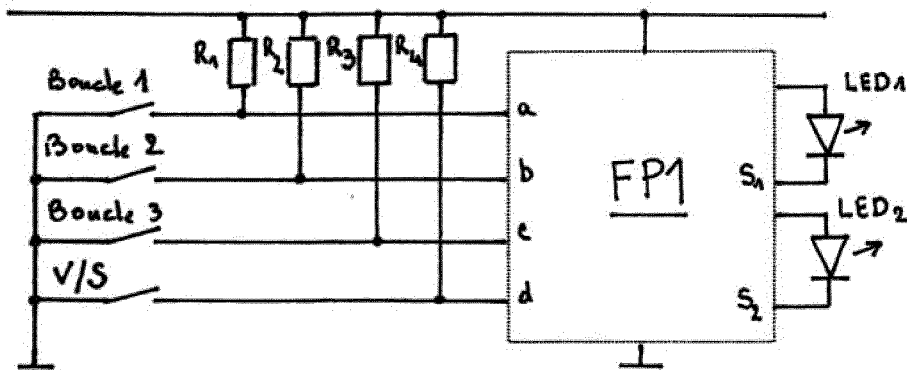 R1 R2 R3 R4
Boucle 1
a
LED1
Boucle 2
b
FP1
S1
Boucle 3
c
LED2
V/S
d
S2